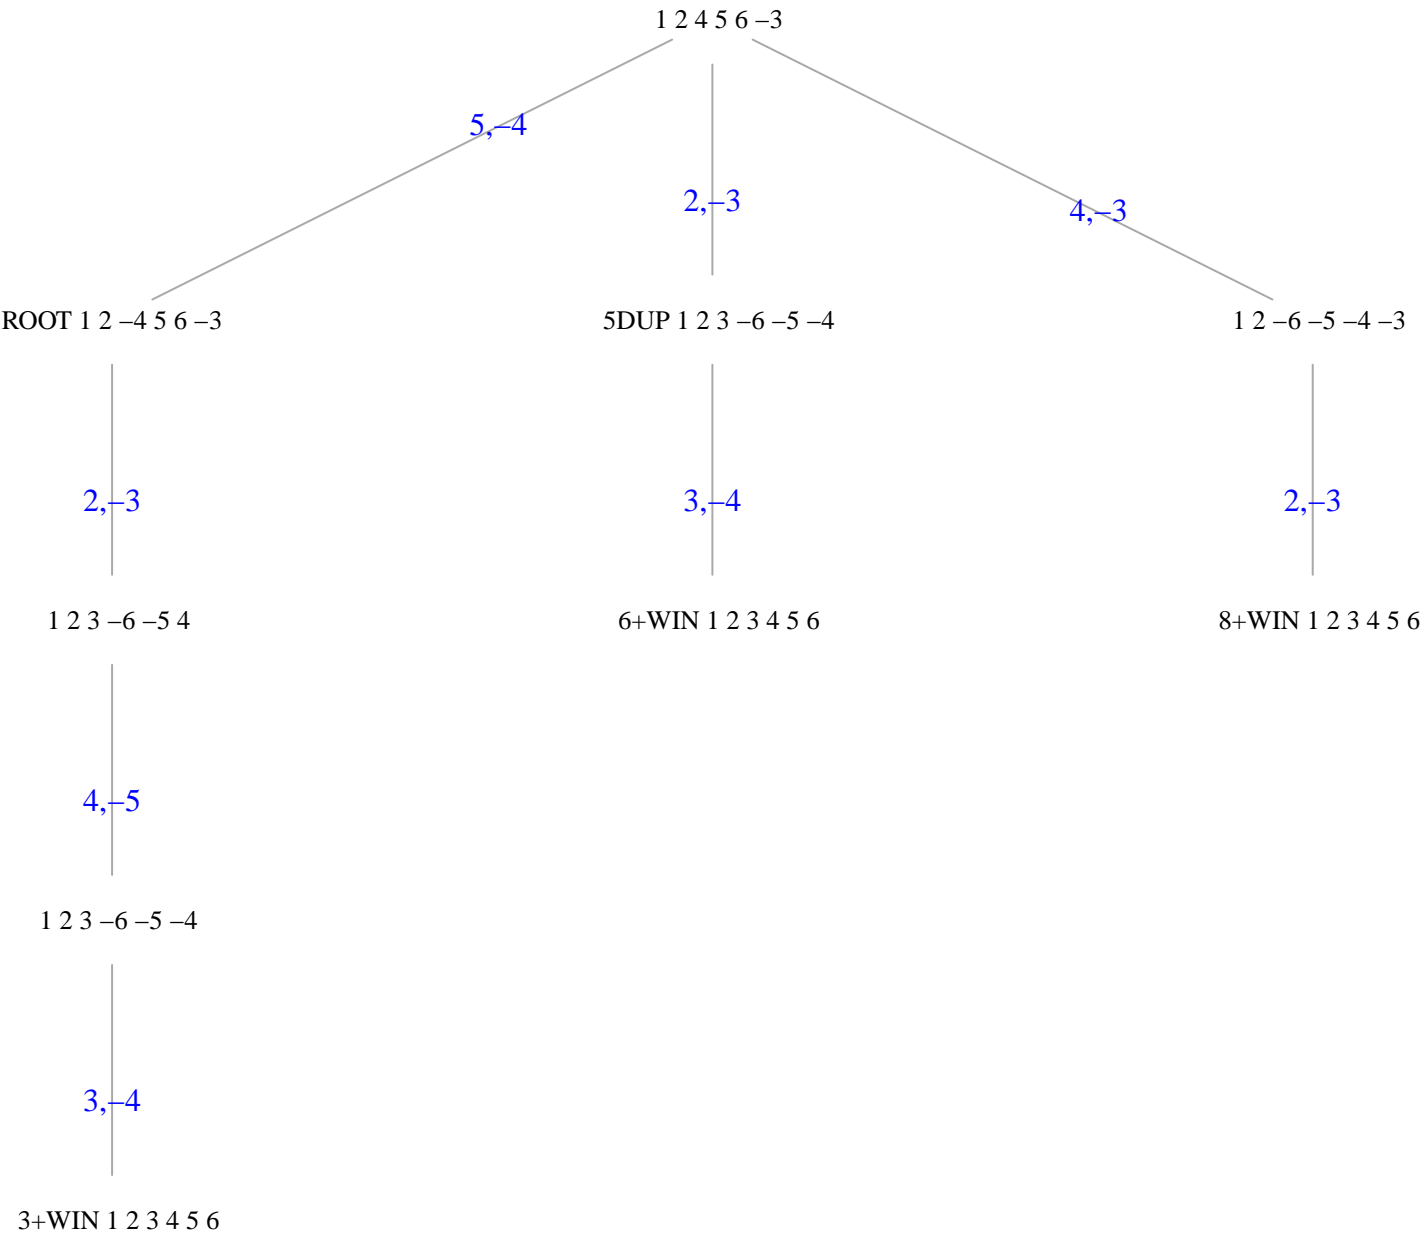 1 2 4 5 6 –3
5,–4
2,–3
4,–3
ROOT 1 2 –4 5 6 –3
5DUP 1 2 3 –6 –5 –4
1 2 –6 –5 –4 –3
2,–3
3,–4
2,–3
1 2 3 –6 –5 4
6+WIN 1 2 3 4 5 6
8+WIN 1 2 3 4 5 6
4,–5
1 2 3 –6 –5 –4
3,–4
3+WIN 1 2 3 4 5 6